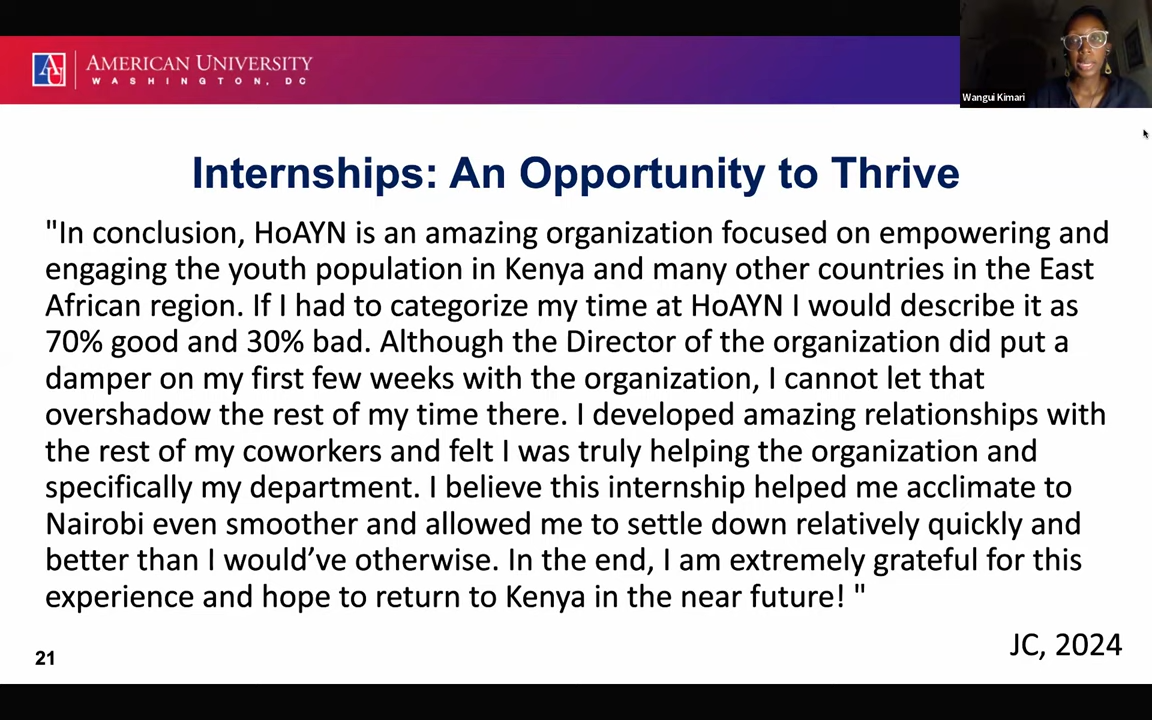 AMERICAN UNIVERSITY
WASHINGTON, DC
Wangui Kimari
Internships: An Opportunity to Thrive
"In conclusion, HoAYN is an amazing organization focused on empowering and
engaging the youth population in Kenya and many other countries in the East
African region. If I had to categorize my time at HoAYN I would describe it as
70% good and 30% bad. Although the Director of the organization did put a
damper on my first few weeks with the organization, I cannot let that
overshadow the rest of my time there. I developed amazing relationships with
the rest of my coworkers and felt I was truly helping the organization and
specifically my department. I believe this internship helped me acclimate to
Nairobi even smoother and allowed me to settle down relatively quickly and
better than I would’ve otherwise. In the end, I am extremely grateful for this
experience and hope to return to Kenya in the near future! "
JC, 2024
21